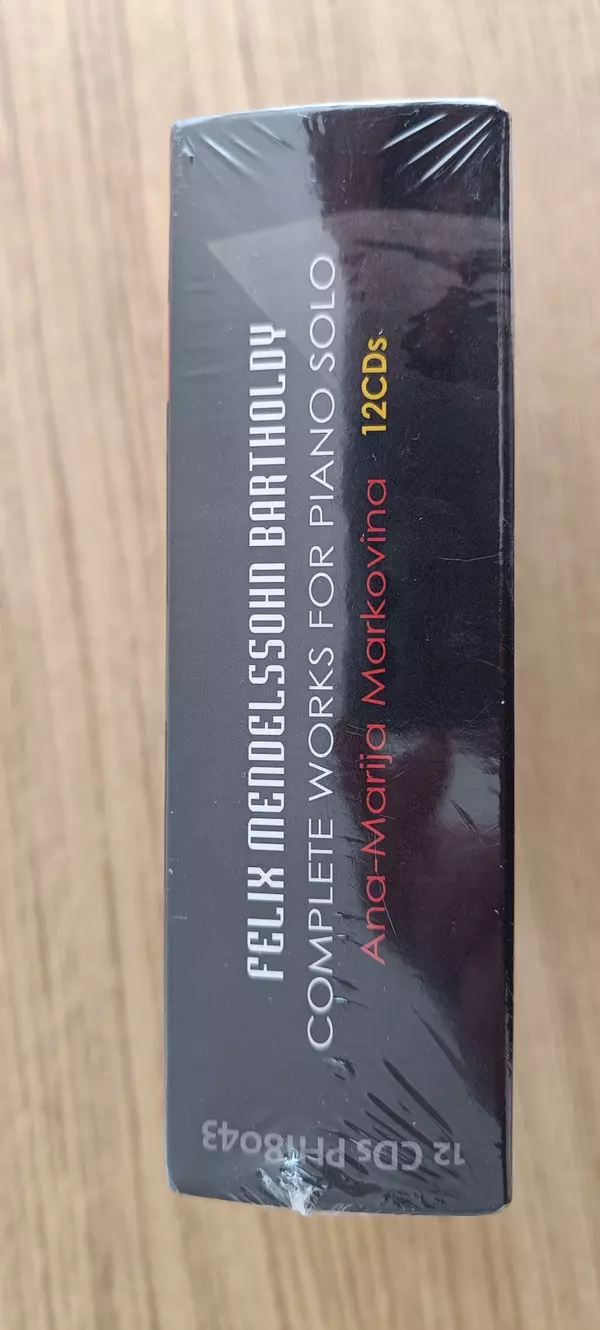 FELIX MENDELSSOHN BARTHOLDY
COMPLETE WORKS FOR PIANO SOLO
Ana-Marija Markovina · 12CDs
12 CDs PH18043